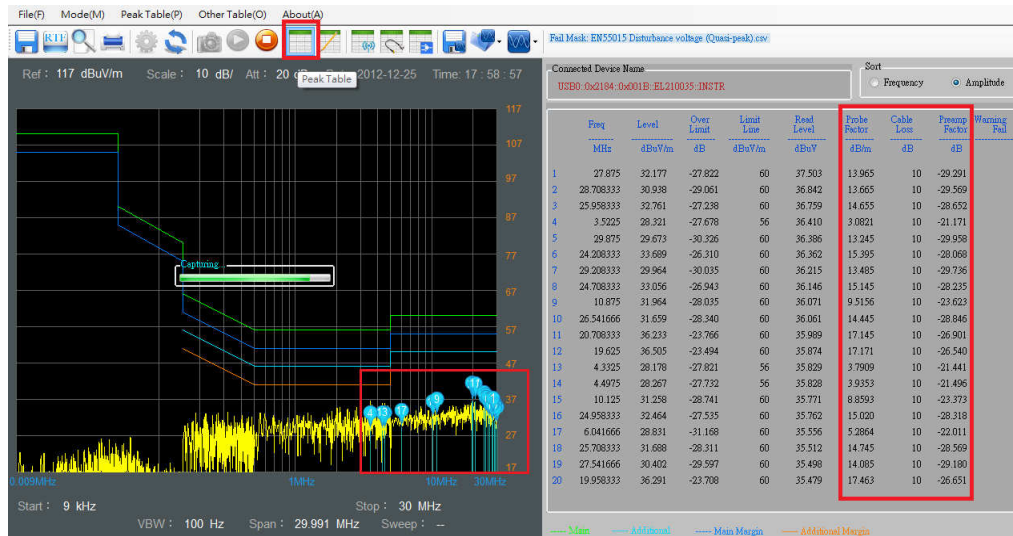 File(F) Mode(M) Peak Table(P) Other Table(O) About(A)
RTF
Peak Table
Ref : 117 dBuV/m Scale : 10 dB/ Att : 20 2012-12-25 Time: 17 : 58 : 57
117
107
97
87
77
67
57
47
37
27
17
Capturing...
4 13 17 9 11 1
0.009MHz 1MHz 10MHz 30MHz
Start : 9 kHz Stop : 30 MHz
VBW : 100 Hz Span : 29.991 MHz Sweep : --
Fail Mask: EN55015 Disturbance voltage (Quasi-peak).csv
Connected Device Name
USB0::0x2184::0x001B::EL210035::INSTR
Sort
Frequency Amplitude
Freq Level Over Limit Limit Line Read Level Probe Factor Cable Loss Preamp Factor Warning Fail
MHz dBuV/m dB dBuV/m dBuV dB/m dB dB
1 27.875 32.177 -27.822 60 37.503 13.965 10 -29.291
2 28.708333 30.938 -29.061 60 36.842 13.665 10 -29.569
3 25.958333 32.761 -27.238 60 36.759 14.655 10 -28.652
4 3.5225 28.321 -27.678 56 36.410 3.0821 10 -21.171
5 29.875 29.673 -30.326 60 36.386 13.245 10 -29.958
6 24.208333 33.689 -26.310 60 36.362 15.395 10 -28.068
7 29.208333 29.964 -30.035 60 36.215 13.485 10 -29.736
8 24.708333 33.056 -26.943 60 36.146 15.145 10 -28.235
9 10.875 31.964 -28.035 60 36.071 9.5156 10 -23.623
10 26.541666 31.659 -28.340 60 36.061 14.445 10 -28.846
11 20.708333 36.233 -23.766 60 35.989 17.145 10 -26.901
12 19.625 36.505 -23.494 60 35.874 17.171 10 -26.540
13 4.3325 28.178 -27.821 56 35.829 3.7909 10 -21.441
14 4.4975 28.267 -27.732 56 35.828 3.9353 10 -21.496
15 10.125 31.258 -28.741 60 35.771 8.8593 10 -23.373
16 24.958333 32.464 -27.535 60 35.762 15.020 10 -28.318
17 6.041666 28.831 -31.168 60 35.556 5.2864 10 -22.011
18 25.708333 31.688 -28.311 60 35.512 14.745 10 -28.569
19 27.541666 30.402 -29.597 60 35.498 14.085 10 -29.180
20 19.958333 36.291 -23.708 60 35.479 17.463 10 -26.651
Main Additional Main Margin Additional Margin